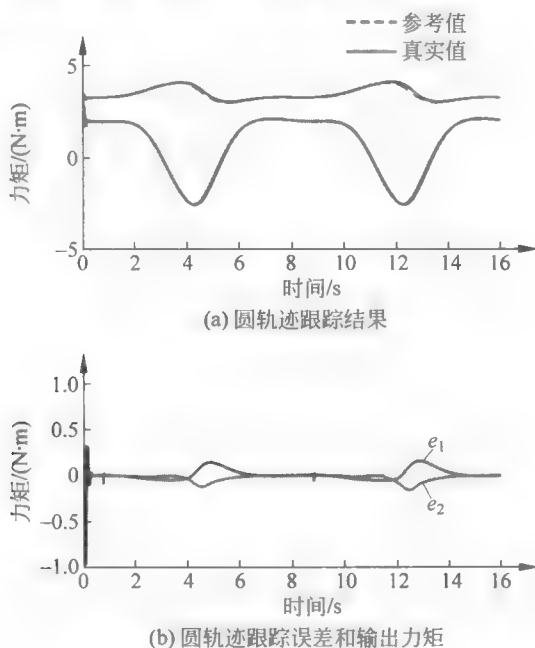 参考值
真实值
力矩/(N·m)
5
0
-5
0 2 4 6 8 10 12 14 16
时间/s
(a) 圆轨迹跟踪结果
力矩/(N·m)
1.0
0.5
0
-0.5
-1.0
e1
e2
0 2 4 6 8 10 12 14 16
时间/s
(b) 圆轨迹跟踪误差和输出力矩